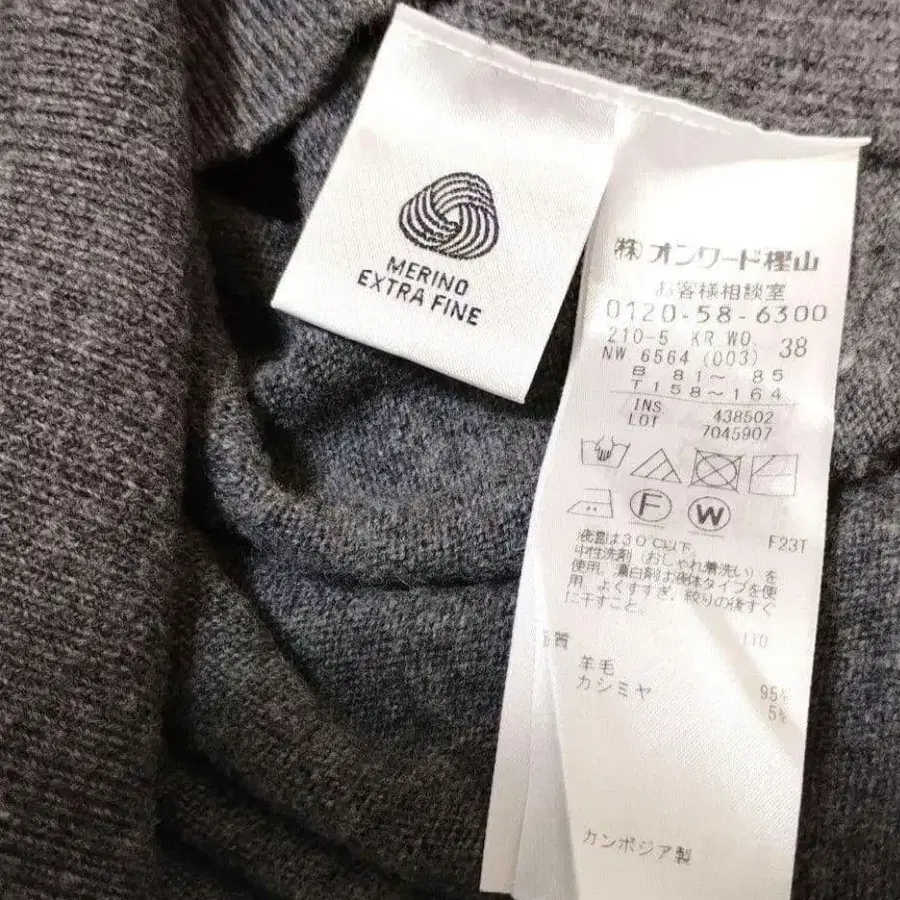 MERINO
EXTRA FINE
㈱オンワード樫山
お客様相談室
0120-58-6300
210-5 KR WO. 38
NW. 6564 (003)
B 81～ 85
T 158～164
INS 438502
LOT 7045907
F
W
F23T
液温は30℃以下。
中性洗剤（おしゃれ着洗い）を
使用。漂白剤は液体タイプを使
用。よくすすぎ、絞りの後すぐ
に干すこと。
品質 110
羊毛 95%
カシミヤ 5%
カンボジア製